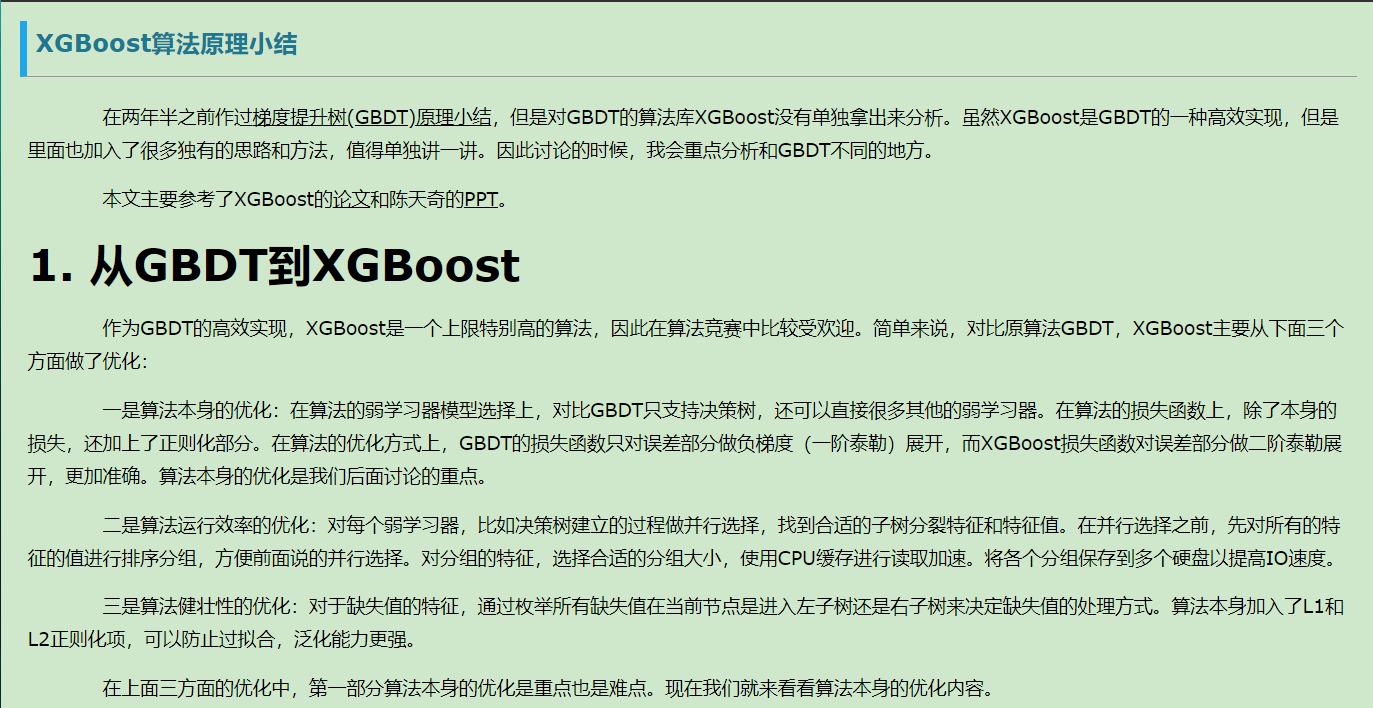 XGBoost算法原理小结
在两年半之前作过梯度提升树(GBDT)原理小结，但是对GBDT的算法库XGBoost没有单独拿出来分析。虽然XGBoost是GBDT的一种高效实现，但是
里面也加入了很多独有的思路和方法，值得单独讲一讲。因此讨论的时候，我会重点分析和GBDT不同的地方。
本文主要参考了XGBoost的论文和陈天奇的PPT。
1. 从GBDT到XGBoost
作为GBDT的高效实现，XGBoost是一个上限特别高的算法，因此在算法竞赛中比较受欢迎。简单来说，对比原算法GBDT，XGBoost主要从下面三个
方面做了优化：
一是算法本身的优化：在算法的弱学习器模型选择上，对比GBDT只支持决策树，还可以直接很多其他的弱学习器。在算法的损失函数上，除了本身的
损失，还加上了正则化部分。在算法的优化方式上，GBDT的损失函数只对误差部分做负梯度（一阶泰勒）展开，而XGBoost损失函数对误差部分做二阶泰勒展
开，更加准确。算法本身的优化是我们后面讨论的重点。
二是算法运行效率的优化：对每个弱学习器，比如决策树建立的过程做并行选择，找到合适的子树分裂特征和特征值。在并行选择之前，先对所有的特
征的值进行排序分组，方便前面说的并行选择。对分组的特征，选择合适的分组大小，使用CPU缓存进行读取加速。将各个分组保存到多个硬盘以提高IO速度。
三是算法健壮性的优化：对于缺失值的特征，通过枚举所有缺失值在当前节点是进入左子树还是右子树来决定缺失值的处理方式。算法本身加入了L1和
L2正则化项，可以防止过拟合，泛化能力更强。
在上面三方面的优化中，第一部分算法本身的优化是重点也是难点。现在我们就来看看算法本身的优化内容。